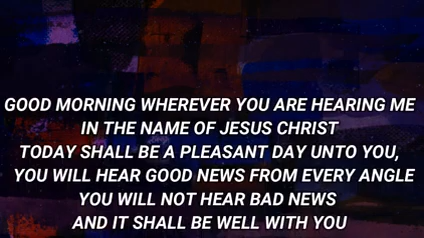 GOOD MORNING WHEREVER YOU ARE HEARING ME
IN THE NAME OF JESUS CHRIST
TODAY SHALL BE A PLEASANT DAY UNTO YOU,
YOU WILL HEAR GOOD NEWS FROM EVERY ANGLE
YOU WILL NOT HEAR BAD NEWS
AND IT SHALL BE WELL WITH YOU